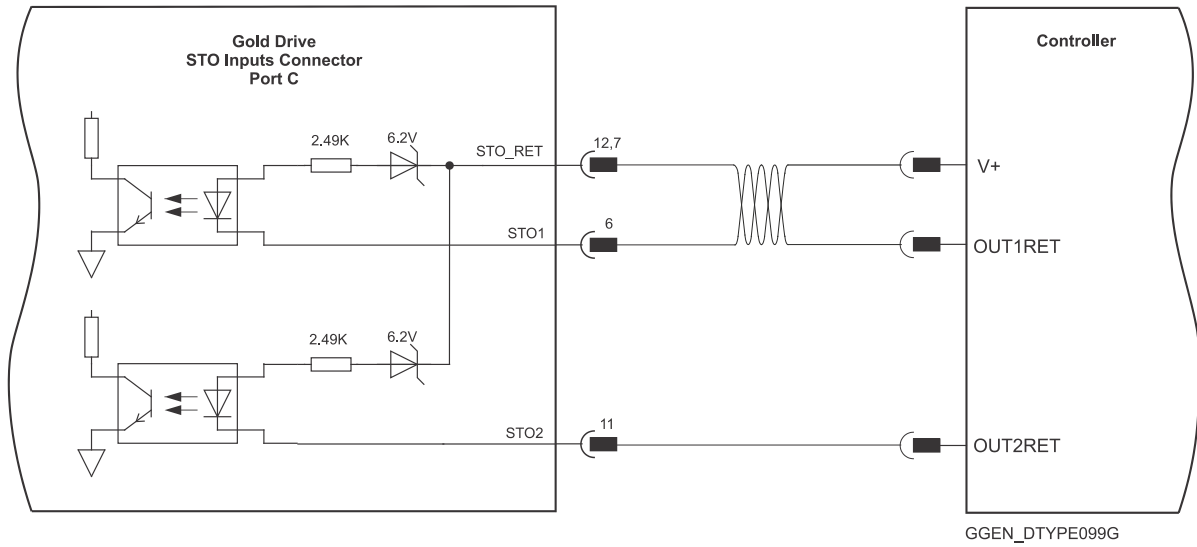 Gold Drive
STO Inputs Connector
Port C
Controller
2.49K
6.2V
STO_RET
12,7
V+
STO1
6
OUT1RET
2.49K
6.2V
STO2
11
OUT2RET
GGEN_DTYPE099G